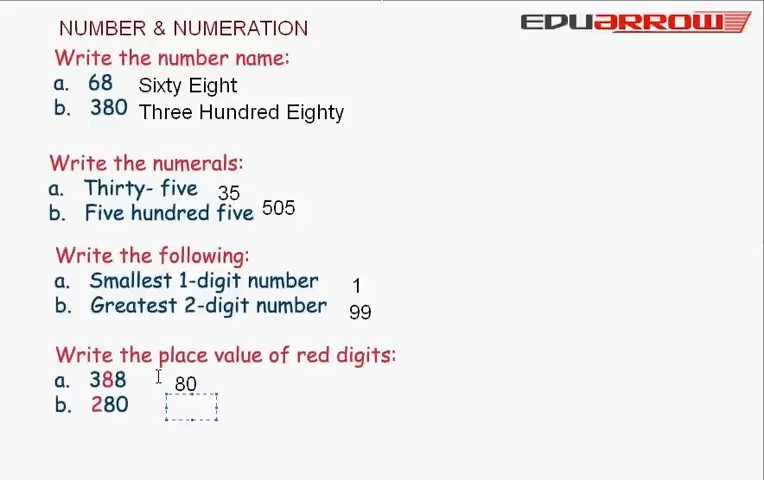 NUMBER & NUMERATION
EDUARROW
Write the number name:
a. 68 Sixty Eight
b. 380 Three Hundred Eighty
Write the numerals:
a. Thirty- five 35
b. Five hundred five 505
Write the following:
a. Smallest 1-digit number 1
b. Greatest 2-digit number 99
Write the place value of red digits:
a. 388 80
b. 280